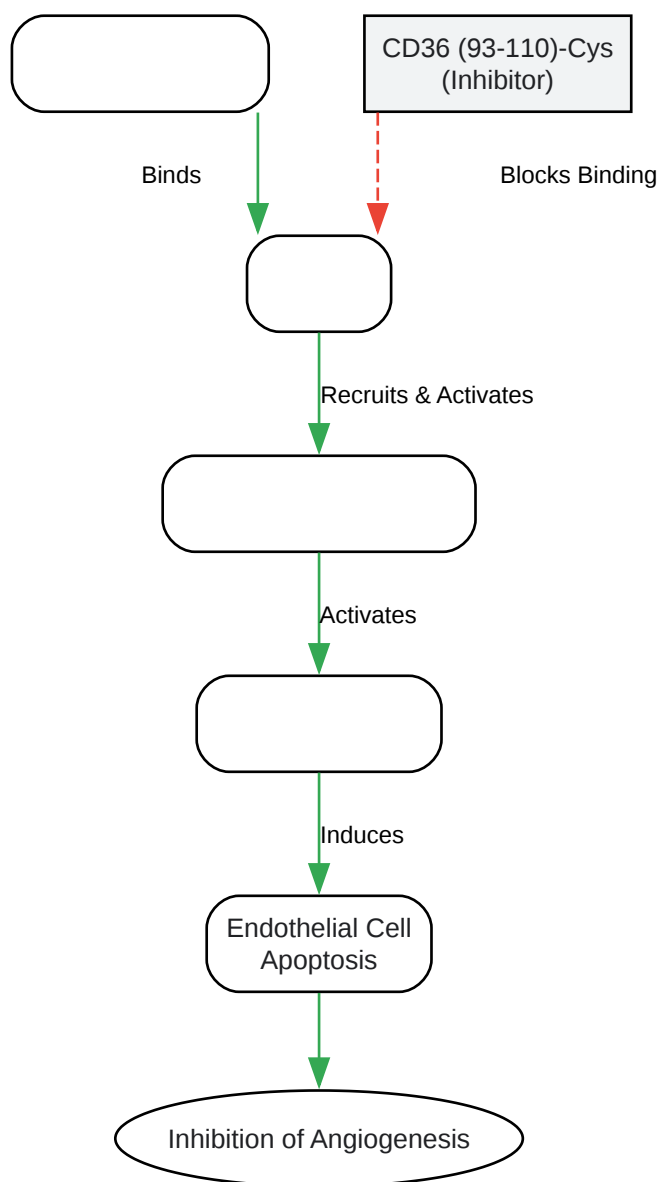 CD36 (93-110)-Cys
(Inhibitor)
Binds
Blocks Binding
Recruits & Activates
Activates
Induces
Endothelial Cell
Apoptosis
Inhibition of Angiogenesis